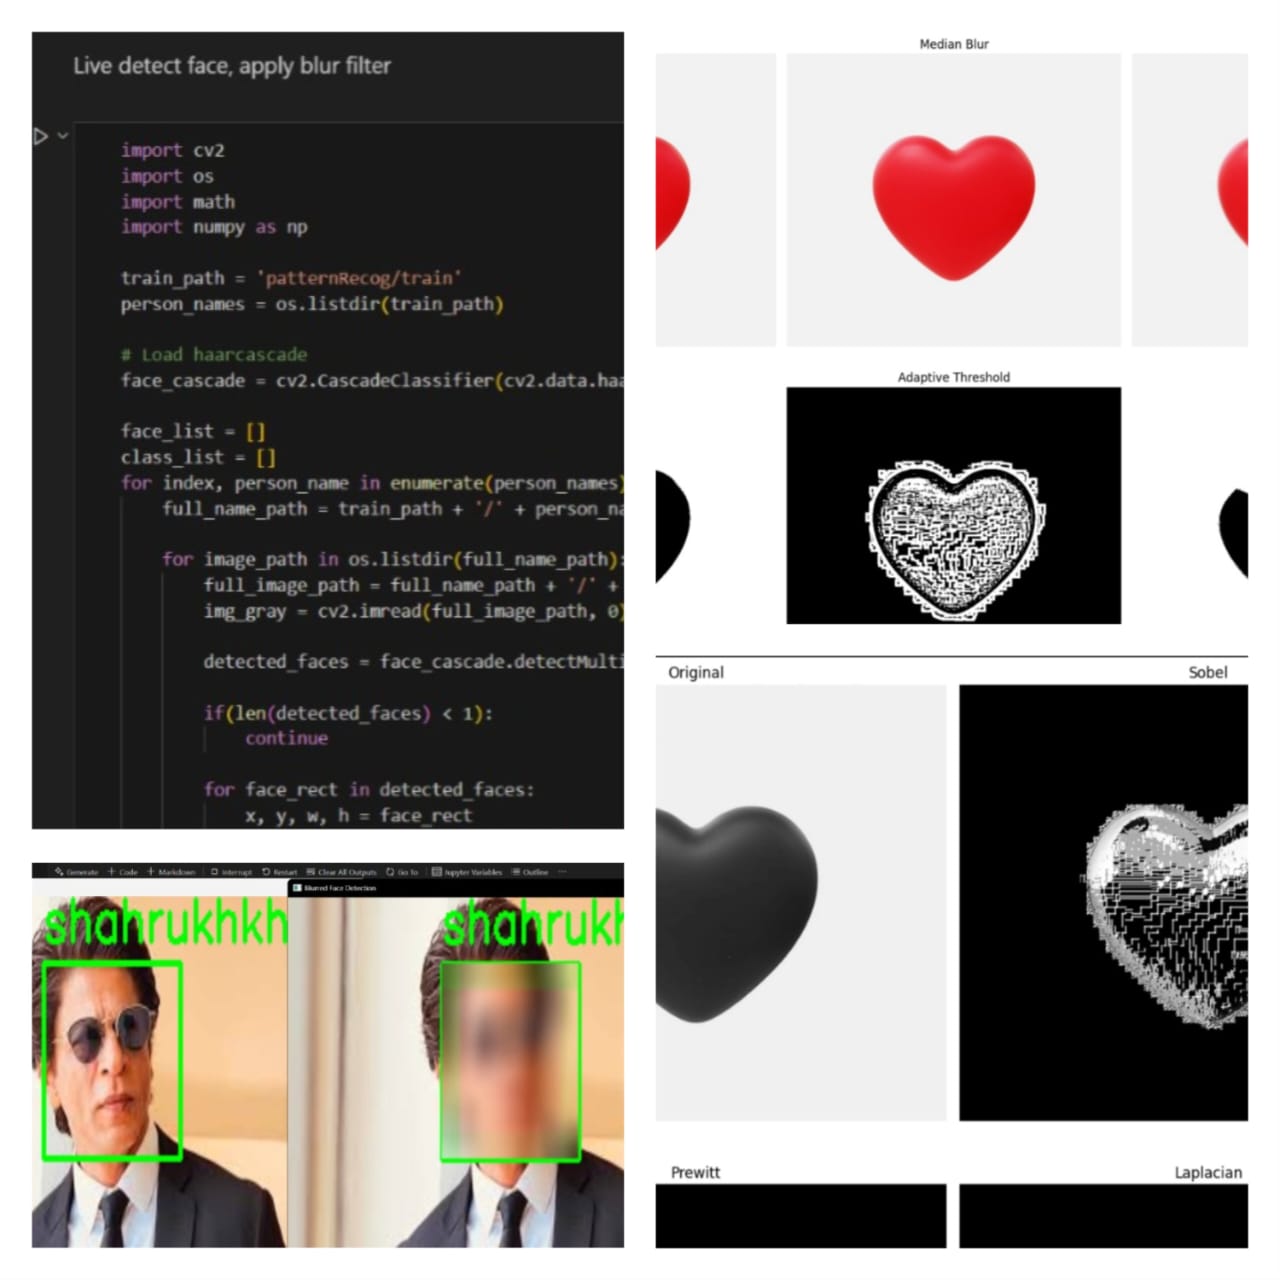 Live detect face, apply blur filter
import cv2
import os
import math
import numpy as np
train_path = 'patternRecog/train'
person_names = os.listdir(train_path)
# Load haarcascade
face_cascade = cv2.CascadeClassifier(cv2.data.haa
face_list = []
class_list = []
for index, person_name in enumerate(person_names)
full_name_path = train_path + '/' + person_na
for image_path in os.listdir(full_name_path):
full_image_path = full_name_path + '/' +
img_gray = cv2.imread(full_image_path, 0)
detected_faces = face_cascade.detectMulti
if(len(detected_faces) < 1):
continue
for face_rect in detected_faces:
x, y, w, h = face_rect
Generate + Code + Markdown Interrupt Restart Clear All Outputs Go To Jupyter Variables Outline ...
Blurred Face Detection
shahrukhkh
shahrukh
Median Blur
Adaptive Threshold
Original
Sobel
Prewitt
Laplacian